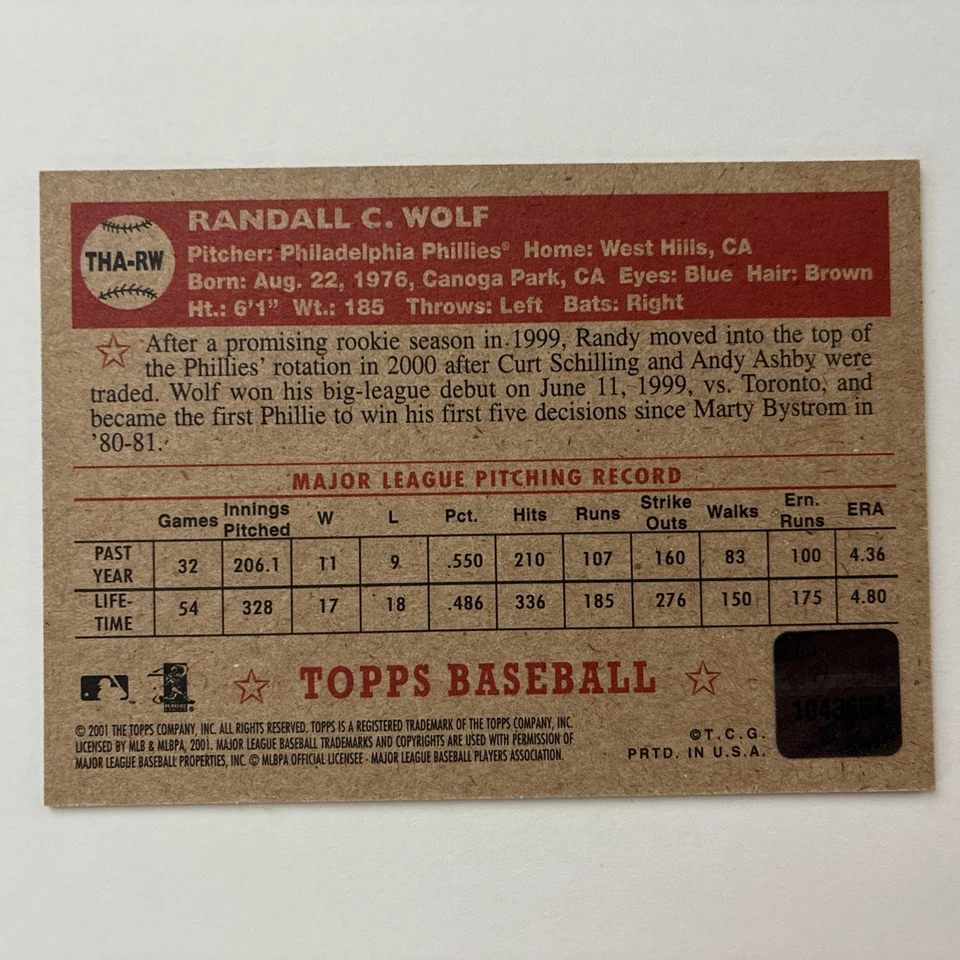 THA-RW
RANDALL C. WOLF
Pitcher: Philadelphia Phillies® Home: West Hills, CA
Born: Aug. 22, 1976, Canoga Park, CA Eyes: Blue Hair: Brown
Ht.: 6'1" Wt.: 185 Throws: Left Bats: Right
After a promising rookie season in 1999, Randy moved into the top of
the Phillies' rotation in 2000 after Curt Schilling and Andy Ashby were
traded. Wolf won his big-league debut on June 11, 1999, vs. Toronto, and
became the first Phillie to win his first five decisions since Marty Bystrom in
'80-81.
MAJOR LEAGUE PITCHING RECORD
Games Innings Pitched W L Pct. Hits Runs Strike Outs Walks Ern. Runs ERA
PAST YEAR 32 206.1 11 9 .550 210 107 160 83 100 4.36
LIFE-TIME 54 328 17 18 .486 336 185 276 150 175 4.80
TOPPS BASEBALL
© 2001 THE TOPPS COMPANY, INC. ALL RIGHTS RESERVED. TOPPS IS A REGISTERED TRADEMARK OF THE TOPPS COMPANY, INC.
LICENSED BY MLB & MLBPA, 2001. MAJOR LEAGUE BASEBALL TRADEMARKS AND COPYRIGHTS ARE USED WITH PERMISSION OF
MAJOR LEAGUE BASEBALL PROPERTIES, INC. © MLBPA OFFICIAL LICENSEE - MAJOR LEAGUE BASEBALL PLAYERS ASSOCIATION.
©T.C.G.
PRTD. IN U.S.A.